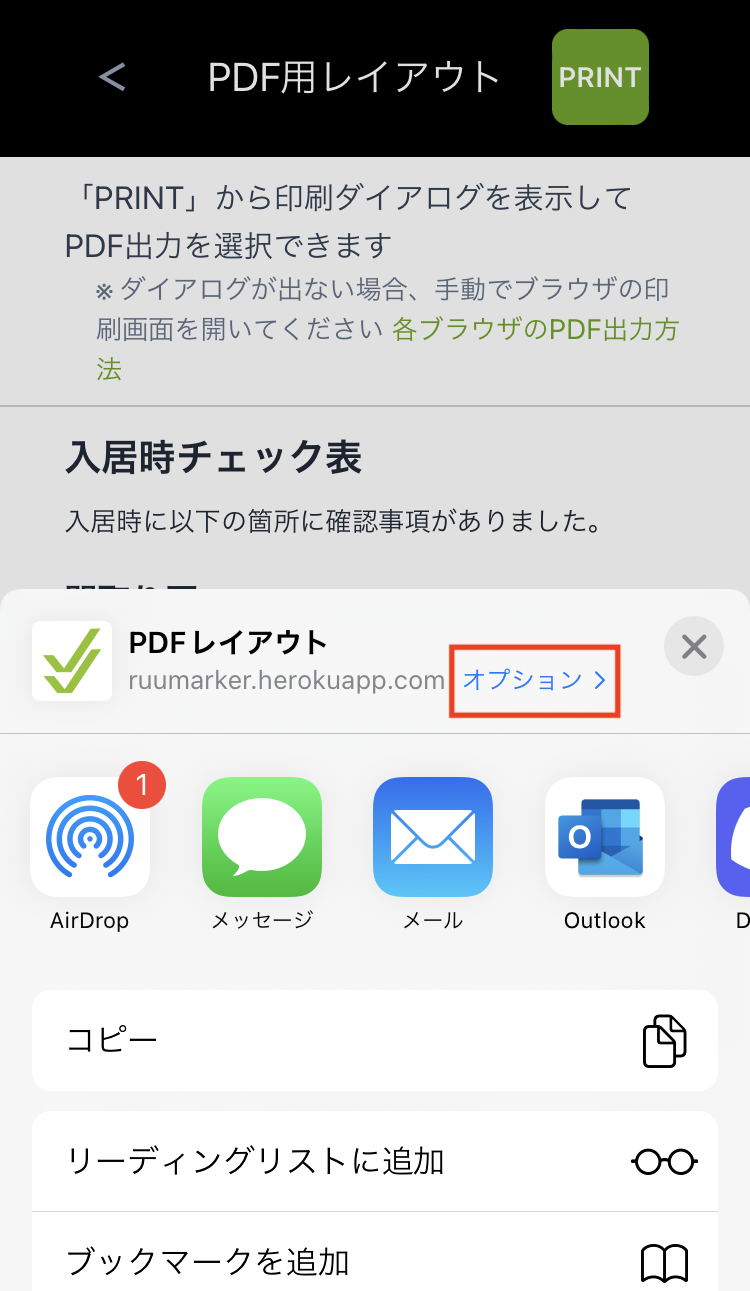 <
PDF用レイアウト
PRINT
「PRINT」から印刷ダイアログを表示して
PDF出力を選択できます
※ ダイアログが出ない場合、手動でブラウザの印
刷画面を開いてください 各ブラウザのPDF出力方
法
入居時チェック表
入居時に以下の箇所に確認事項がありました。
PDFレイアウト
ruumarker.herokuapp.com
オプション >
1
O
AirDrop
メッセージ
メール
Outlook
D
コピー
リーディングリストに追加
ブックマークを追加